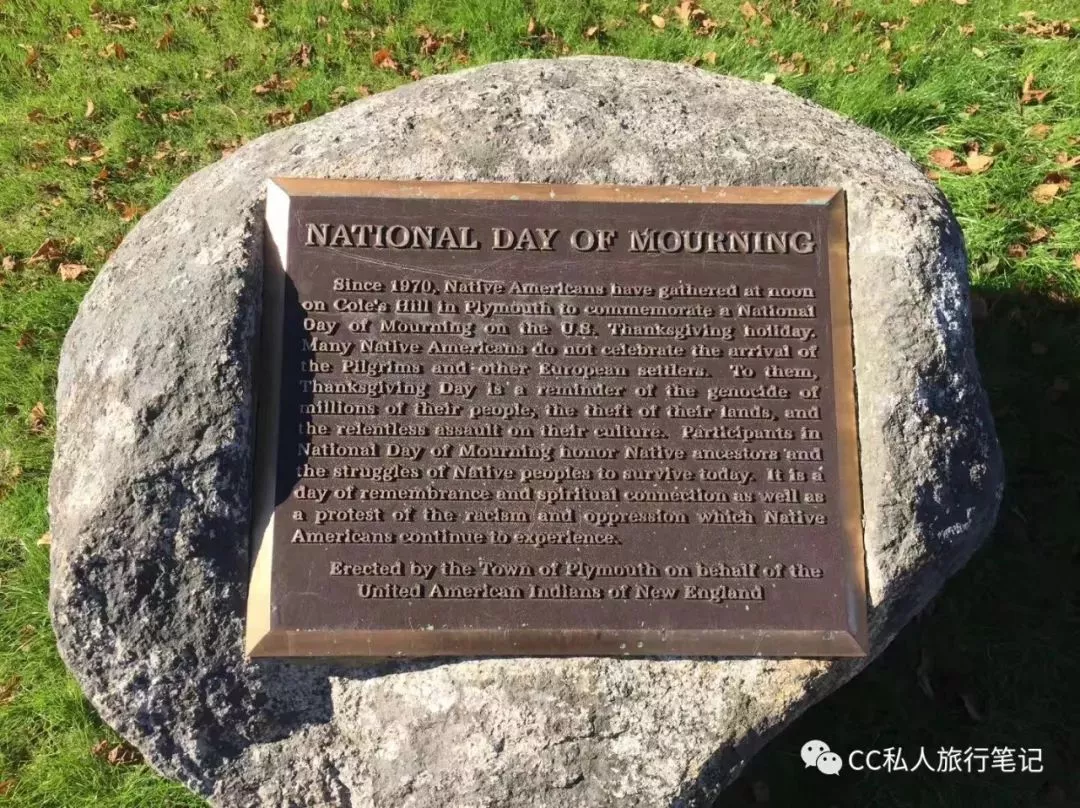 NATIONAL DAY OF MOURNING
Since 1970, Native Americans have gathered at noon
on Cole's Hill in Plymouth to commemorate a National
Day of Mourning on the U.S. Thanksgiving holiday.
Many Native Americans do not celebrate the arrival of
the Pilgrims and other European settlers. To them,
Thanksgiving Day is a reminder of the genocide of
millions of their people, the theft of their lands, and
the relentless assault on their culture. Participants in
National Day of Mourning honor Native ancestors and
the struggles of Native peoples to survive today. It is a
day of remembrance and spiritual connection as well as
a protest of the racism and oppression which Native
Americans continue to experience.
Erected by the Town of Plymouth on behalf of the
United American Indians of New England
CC私人旅行笔记